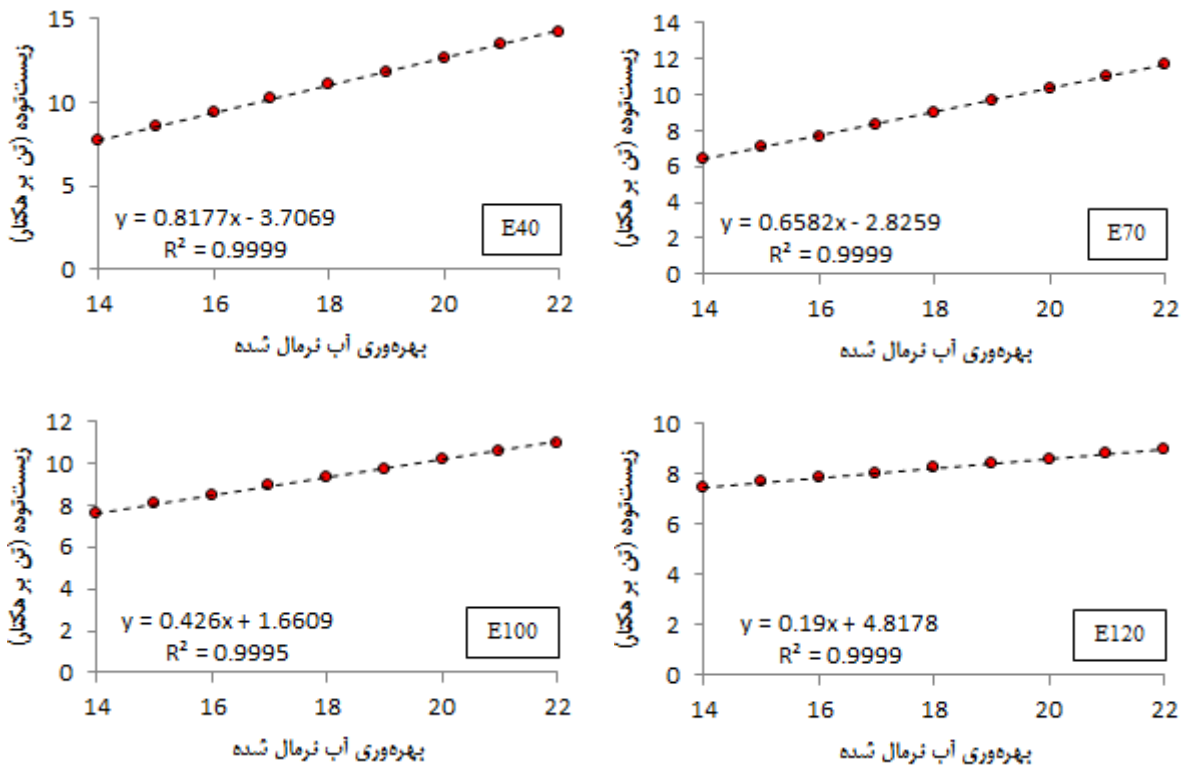 15
10
5
0
زیست‌توده (تن بر هکتار)
y = 0.8177x - 3.7069
R² = 0.9999
E40
14 16 18 20 22
بهره‌وری آب نرمال شده
14
12
10
8
6
4
2
0
زیست‌توده (تن بر هکتار)
y = 0.6582x - 2.8259
R² = 0.9999
E70
14 16 18 20 22
بهره‌وری آب نرمال شده
12
10
8
6
4
2
0
زیست‌توده (تن بر هکتار)
y = 0.426x + 1.6609
R² = 0.9995
E100
14 16 18 20 22
بهره‌وری آب نرمال شده
10
8
6
4
2
0
زیست‌توده (تن بر هکتار)
y = 0.19x + 4.8178
R² = 0.9999
E120
14 16 18 20 22
بهره‌وری آب نرمال شده